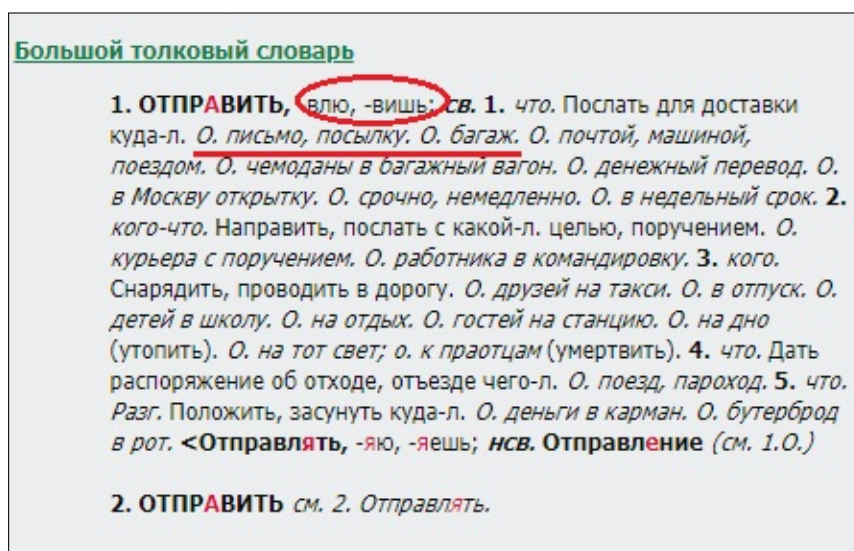 Большой толковый словарь
1. ОТПРАВИТЬ, -влю, -вишь; св. 1. что. Послать для доставки
куда-л. О. письмо, посылку. О. багаж. О. почтой, машиной,
поездом. О. чемоданы в багажный вагон. О. денежный перевод. О.
в Москву открытку. О. срочно, немедленно. О. в недельный срок. 2.
кого-что. Направить, послать с какой-л. целью, поручением. О.
курьера с поручением. О. работника в командировку. 3. кого.
Снарядить, проводить в дорогу. О. друзей на такси. О. в отпуск. О.
детей в школу. О. на отдых. О. гостей на станцию. О. на дно
(утопить). О. на тот свет; о. к праотцам (умертвить). 4. что. Дать
распоряжение об отходе, отъезде чего-л. О. поезд, пароход. 5. что.
Разг. Положить, засунуть куда-л. О. деньги в карман. О. бутерброд
в рот. <Отправлять, -яю, -яешь; нсв. Отправление (см. 1.О.)
2. ОТПРАВИТЬ см. 2. Отправлять.